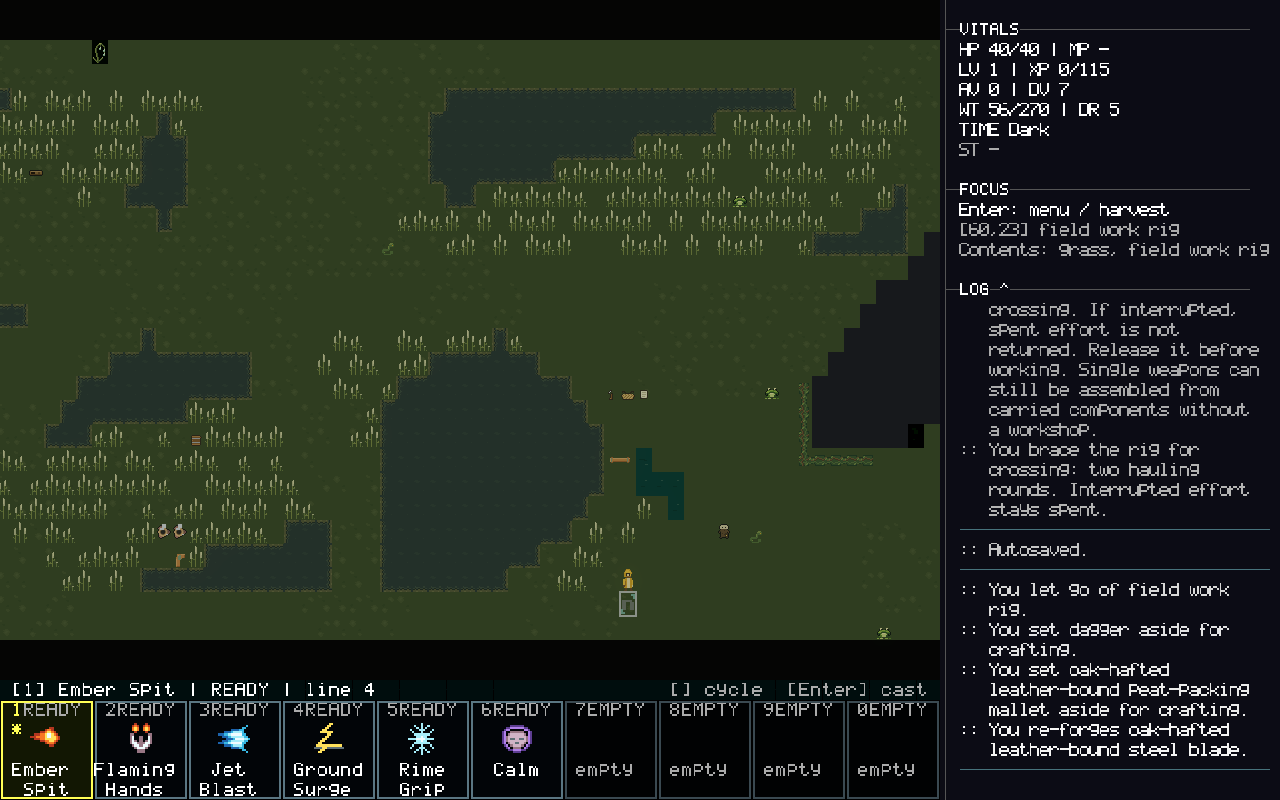 VITALS
HP 40/40 | MP -
LV 1 | XP 0/115
AV 0 | DV 7
WT 56/270 | DR 5
TIME Dark
ST -
FOCUS
Enter: menu / harvest
[60,23] field work rig
Contents: grass, field work rig
LOG ^
crossing. If interrupted,
spent effort is not
returned. Release it before
working. Single weapons can
still be assembled from
carried components without
a workshop.
:: You brace the rig for
crossing: two hauling
rounds. Interrupted effort
stays spent.
:: Autosaved.
:: You let go of field work
rig.
:: You set dagger aside for
crafting.
:: You set oak-hafted
leather-bound peat-packing
mallet aside for crafting.
:: You re-forges oak-hafted
leather-bound steel blade.
[1] Ember Spit | READY | line 4
[] cycle [Enter] cast
1READY 2READY 3READY 4READY 5READY 6READY 7EMPTY 8EMPTY 9EMPTY 0EMPTY
*
Ember Flaming Jet Ground Rime Calm empty empty empty empty
Spit Hands Blast Surge Grip